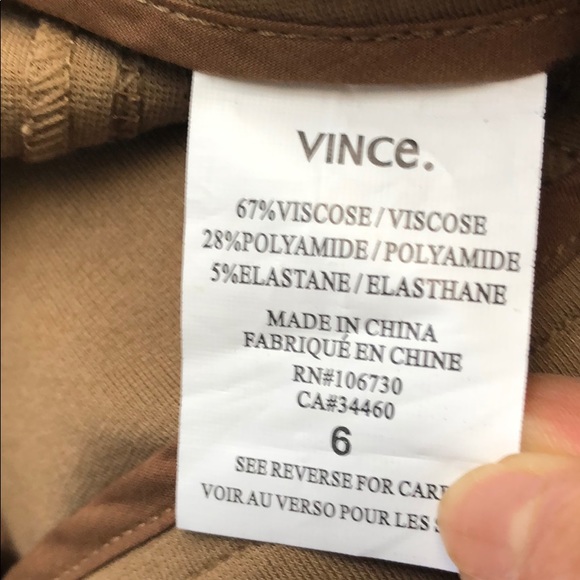 VINCe.
67%VISCOSE/VISCOSE
28%POLYAMIDE/POLYAMIDE
5%ELASTANE/ELASTHANE
MADE IN CHINA
FABRIQUÉ EN CHINE
RN#106730
CA#34460
6
SEE REVERSE FOR
VOIR AU VERSO POUR LES